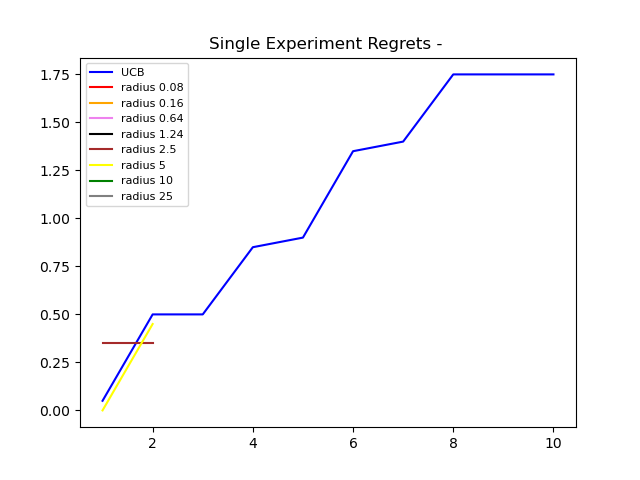 Single Experiment Regrets -
UCB
radius 0.08
radius 0.16
radius 0.64
radius 1.24
radius 2.5
radius 5
radius 10
radius 25
1.75
1.50
1.25
1.00
0.75
0.50
0.25
0.00
2 4 6 8 10